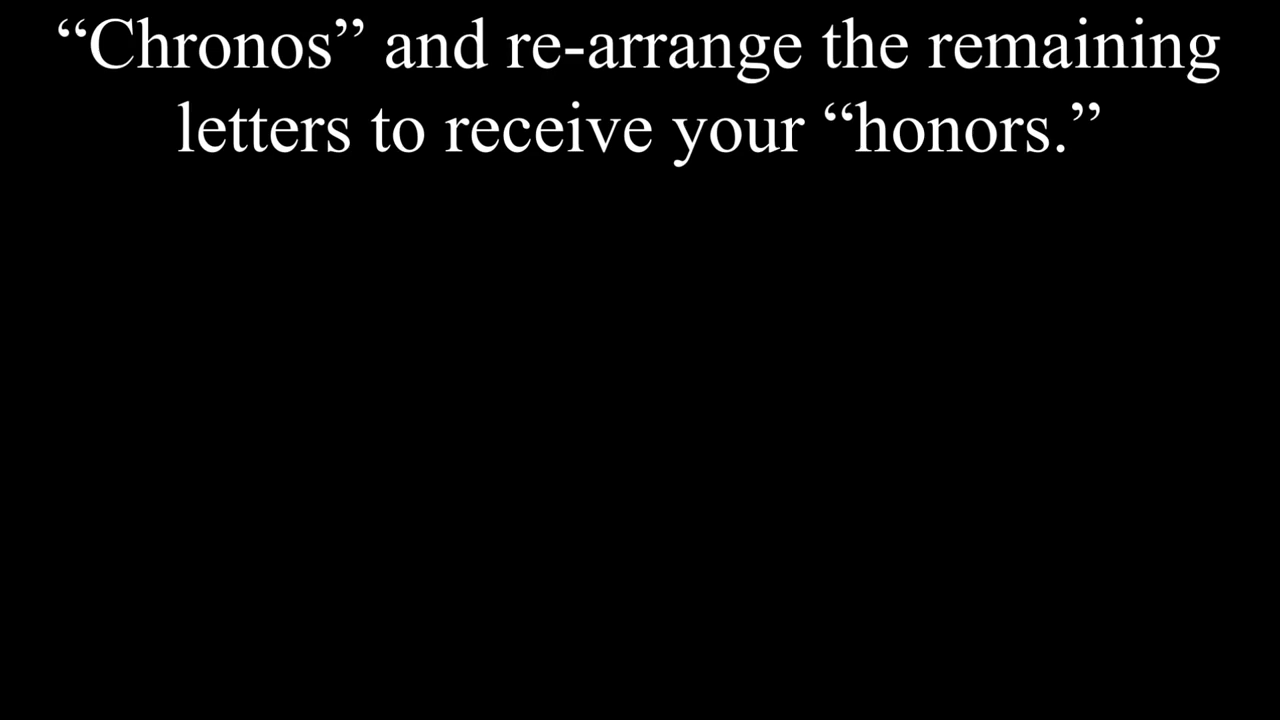 “Chronos” and re-arrange the remaining
letters to receive your “honors.”